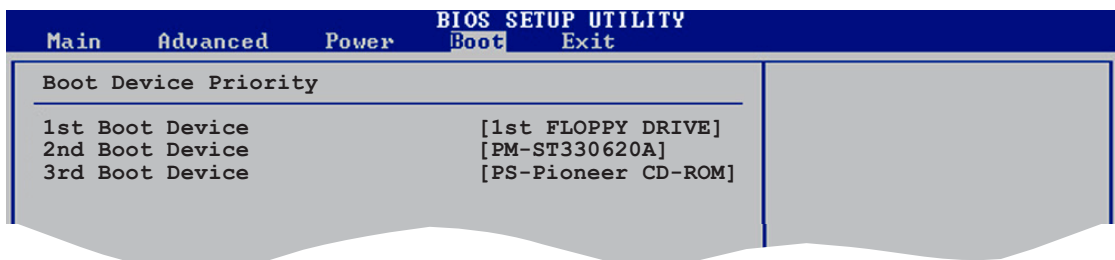 BIOS SETUP UTILITY
Main Advanced Power Boot Exit
Boot Device Priority
1st Boot Device [1st FLOPPY DRIVE]
2nd Boot Device [PM-ST330620A]
3rd Boot Device [PS-Pioneer CD-ROM]